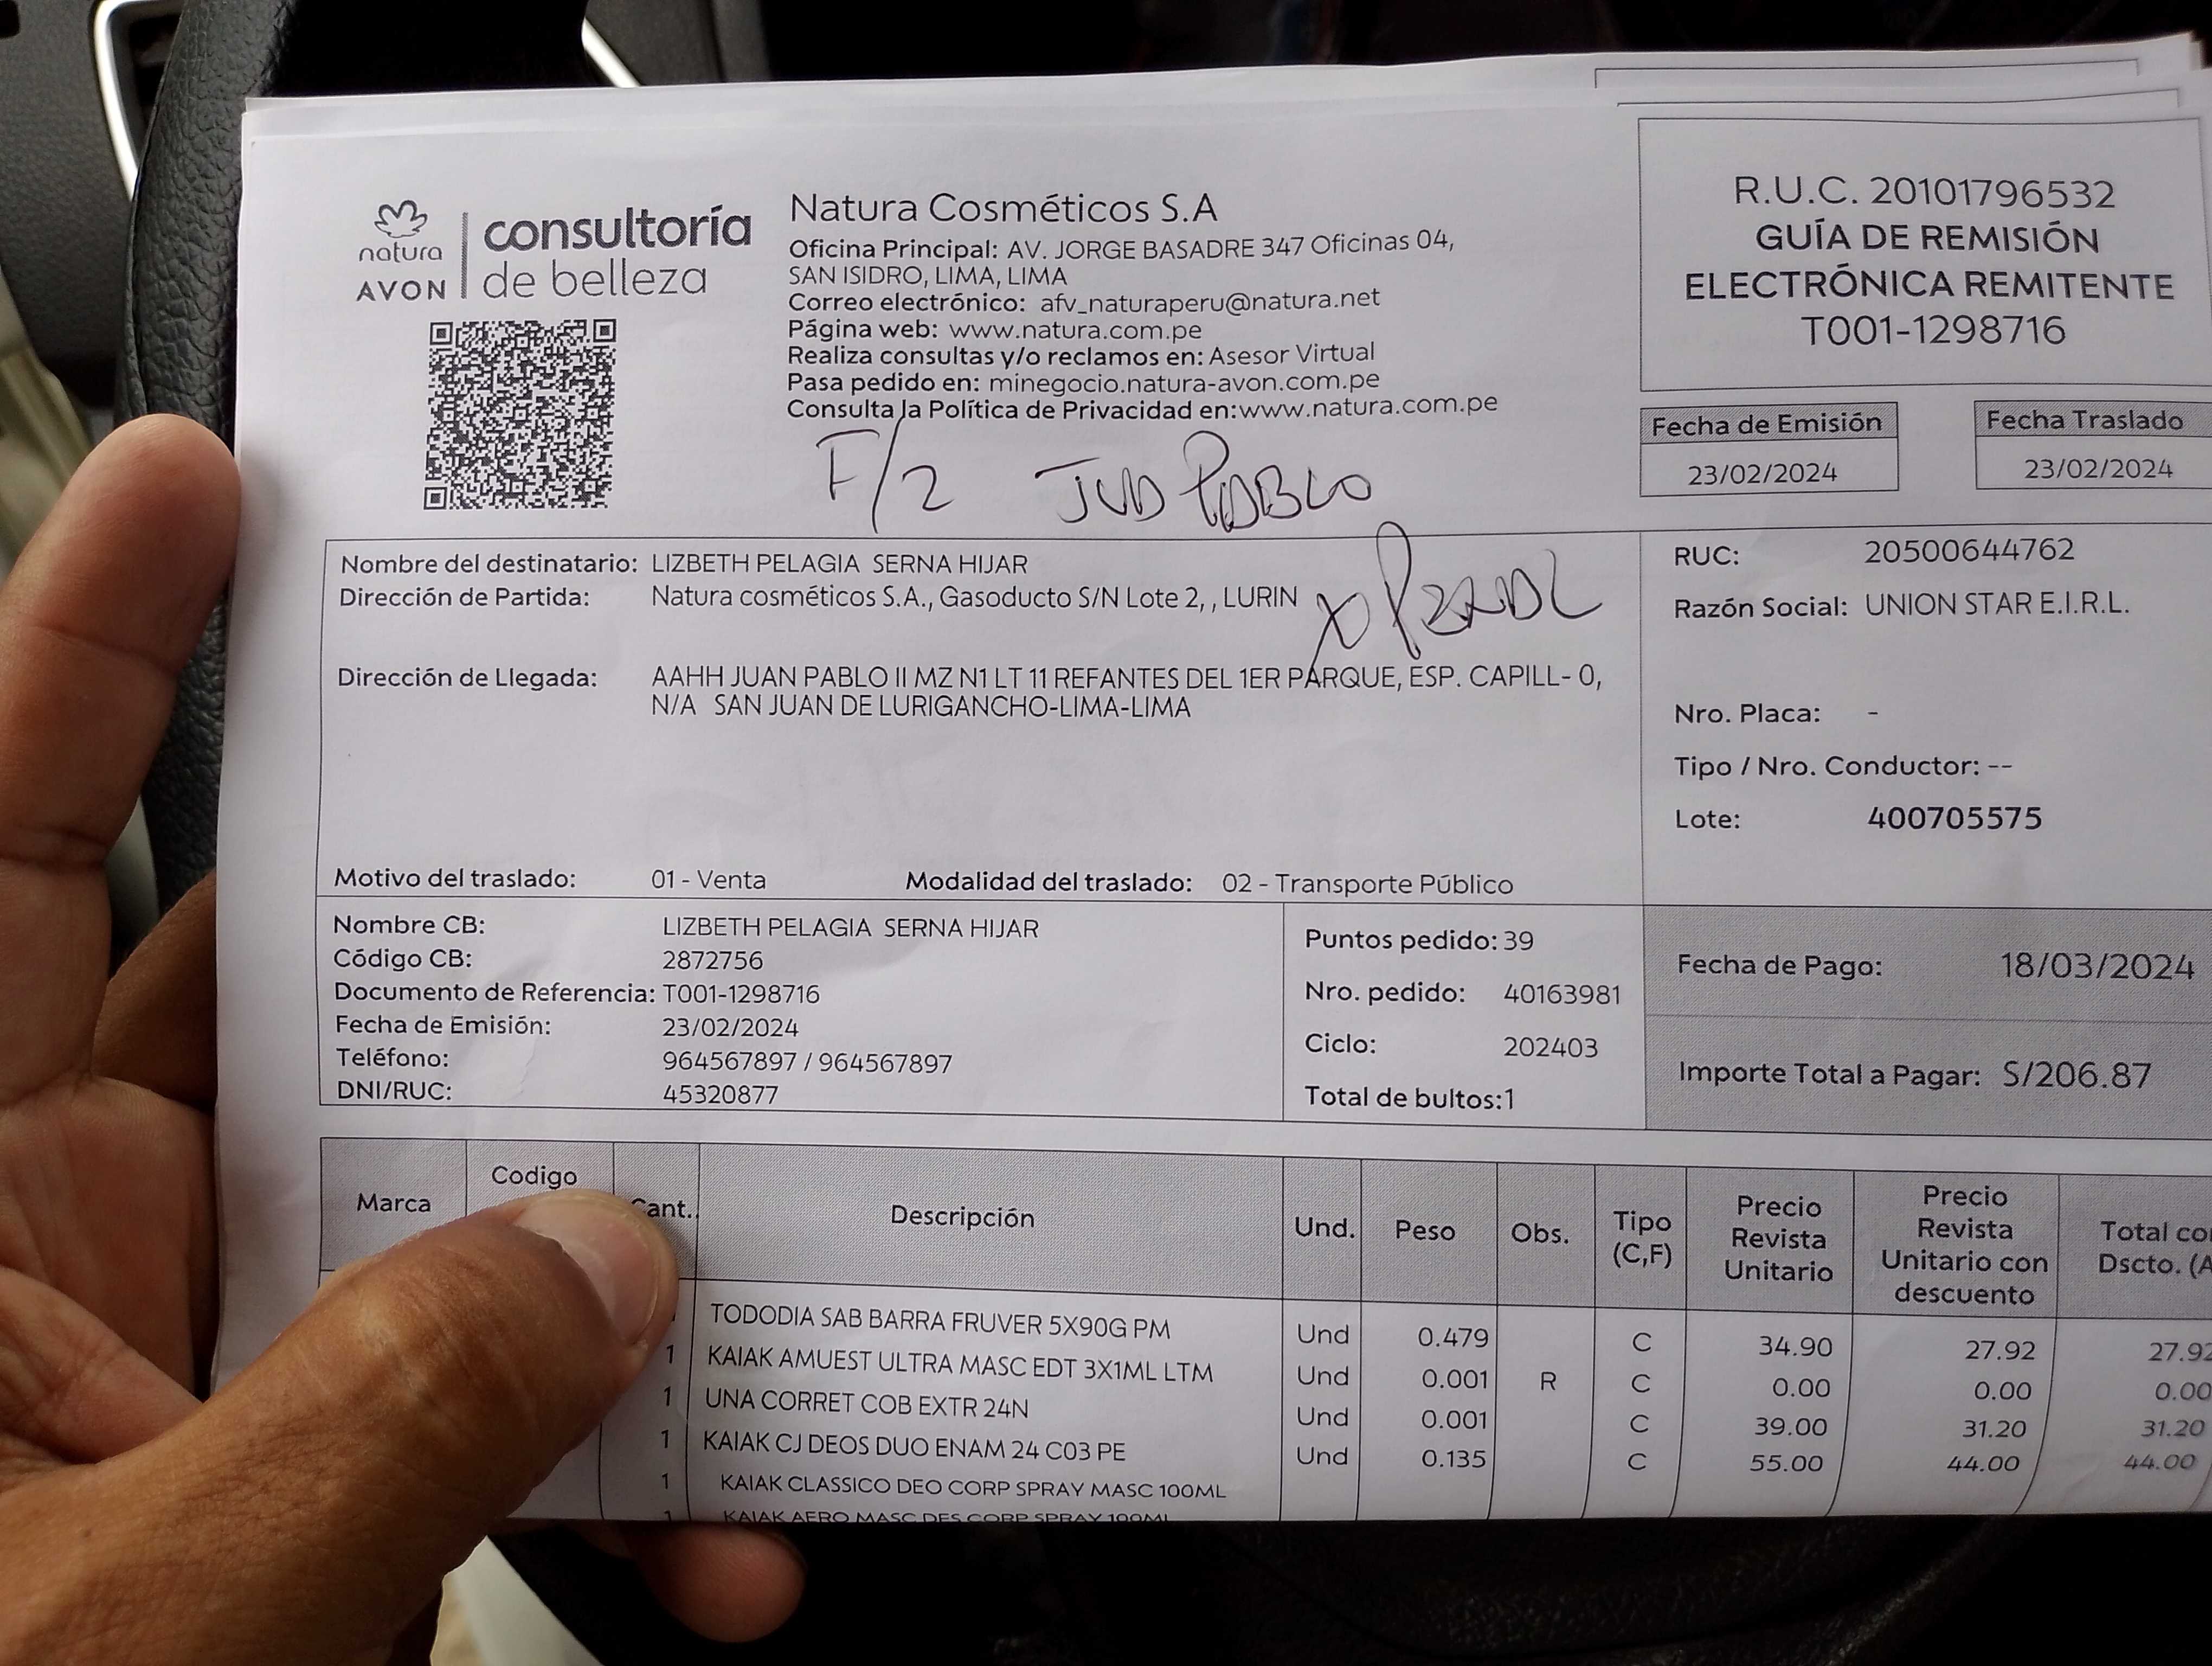 natura
AVON
consultoría
de belleza
Natura Cosméticos S.A
Oficina Principal: AV. JORGE BASADRE 347 Oficinas 04,
SAN ISIDRO, LIMA, LIMA
Correo electrónico: afv_naturaperu@natura.net
Página web: www.natura.com.pe
Realiza consultas y/o reclamos en: Asesor Virtual
Pasa pedido en: minegocio.natura-avon.com.pe
Consulta la Política de Privacidad en:www.natura.com.pe
R.U.C. 20101796532
GUÍA DE REMISIÓN
ELECTRÓNICA REMITENTE
T001-1298716
Fecha de Emisión
23/02/2024
Fecha Traslado
23/02/2024
F/2
Nombre del destinatario: LIZBETH PELAGIA SERNA HIJAR
Dirección de Partida: Natura cosméticos S.A., Gasoducto S/N Lote 2, , LURIN
Dirección de Llegada: AAHH JUAN PABLO II MZ N1 LT 11 REFANTES DEL 1ER PARQUE, ESP. CAPILL- 0,
N/A SAN JUAN DE LURIGANCHO-LIMA-LIMA
Motivo del traslado: 01 - Venta Modalidad del traslado: 02 - Transporte Público
RUC: 20500644762
Razón Social: UNION STAR E.I.R.L.
Nro. Placa: -
Tipo / Nro. Conductor: --
Lote: 400705575
Nombre CB: LIZBETH PELAGIA SERNA HIJAR
Código CB: 2872756
Documento de Referencia: T001-1298716
Fecha de Emisión: 23/02/2024
Teléfono: 964567897 / 964567897
DNI/RUC: 45320877
Puntos pedido: 39
Nro. pedido: 40163981
Ciclo: 202403
Total de bultos:1
Fecha de Pago: 18/03/2024
Importe Total a Pagar: S/206.87
Marca
Codigo
Descripción
Und.
Peso
Obs.
Tipo
(C,F)
Precio
Revista
Unitario
Precio
Revista
Unitario con
descuento
Total
Dscto.
TODODIA SAB BARRA FRUVER 5X90G PM Und 0.479 C 34.90 27.92 27.92
1 KAIAK AMUEST ULTRA MASC EDT 3X1ML LTM Und 0.001 R C 0.00 0.00 0.00
1 UNA CORRET COB EXTR 24N Und 0.001 C 39.00 31.20 31.20
1 KAIAK CJ DEOS DUO ENAM 24 C03 PE Und 0.135 C 55.00 44.00 44.00
1 KAIAK CLASSICO DEO CORP SPRAY MASC 100ML
1 KAIAK AERO MASC DES CORP SPRAY 100ML